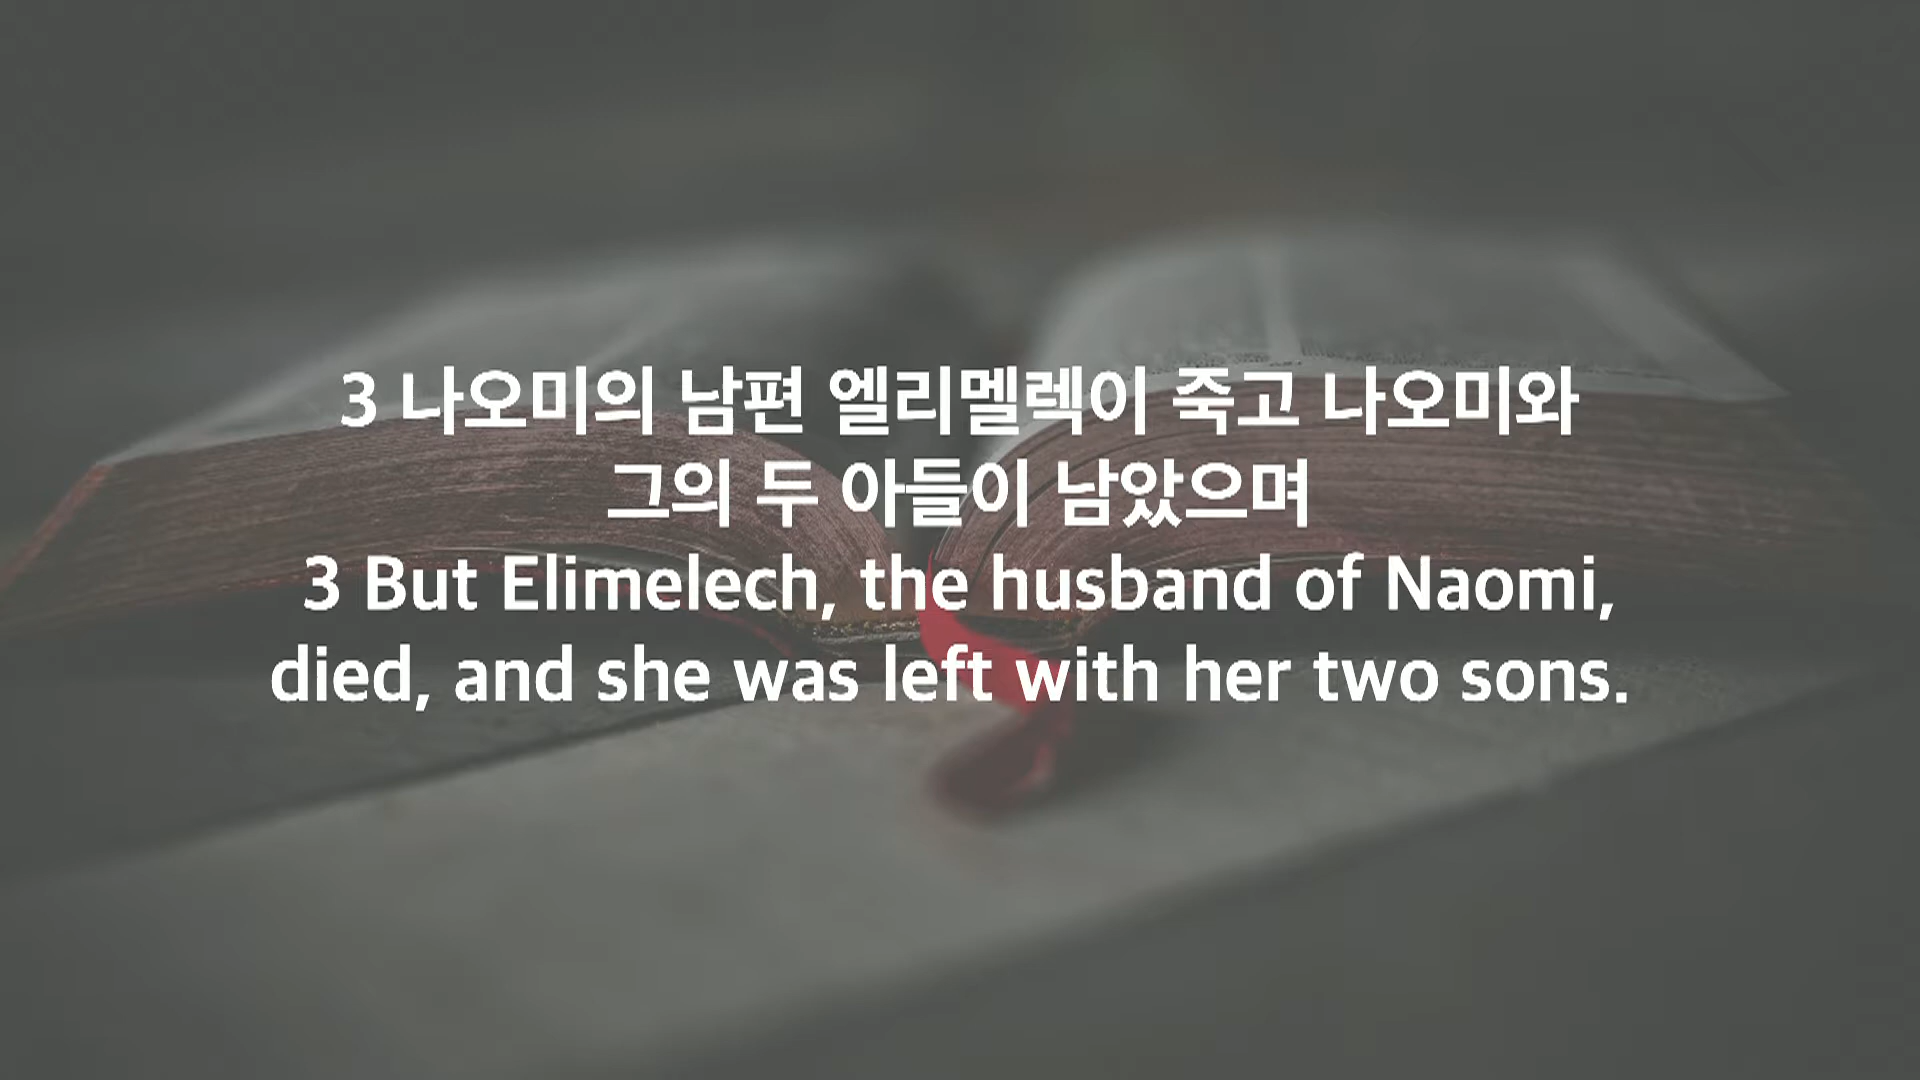 3 나오미의 남편 엘리멜렉이 죽고 나오미와
그의 두 아들이 남았으며
3 But Elimelech, the husband of Naomi,
died, and she was left with her two sons.